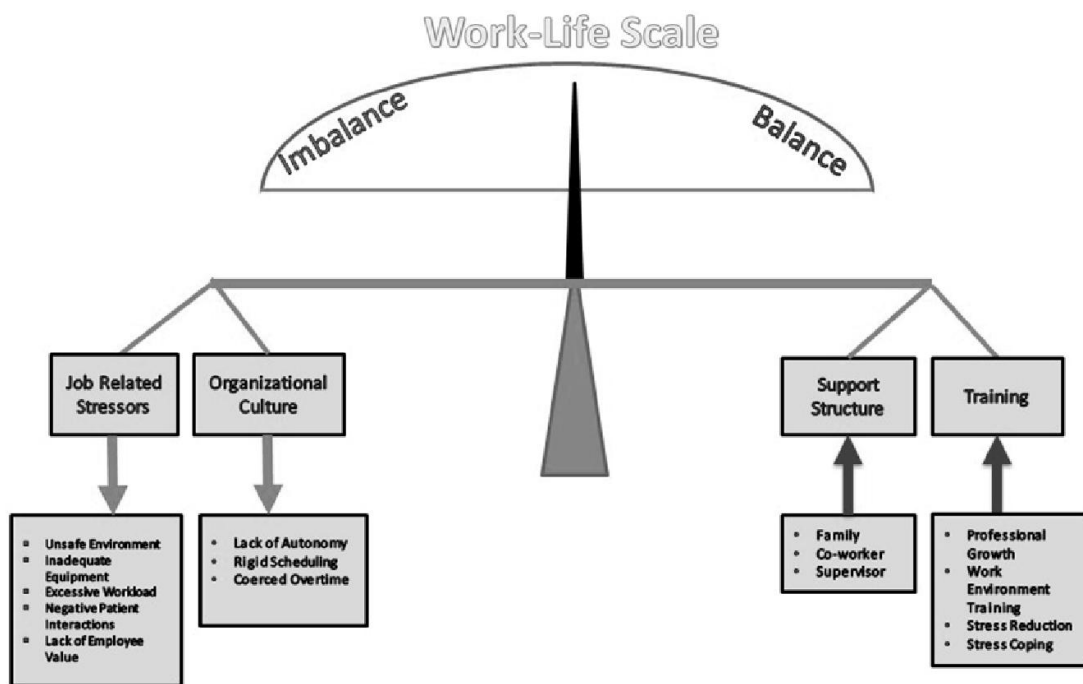 Work-Life Scale
Imbalance
Balance
Job Related
Stressors
Organizational
Culture
Support
Structure
Training
▫ Unsafe Environment
▫ Inadequate
Equipment
▫ Excessive Workload
▫ Negative Patient
Interactions
▫ Lack of Employee
Value
• Lack of Autonomy
• Rigid Scheduling
• Coerced Overtime
• Family
• Co-worker
• Supervisor
• Professional
Growth
• Work
Environment
Training
• Stress Reduction
• Stress Coping